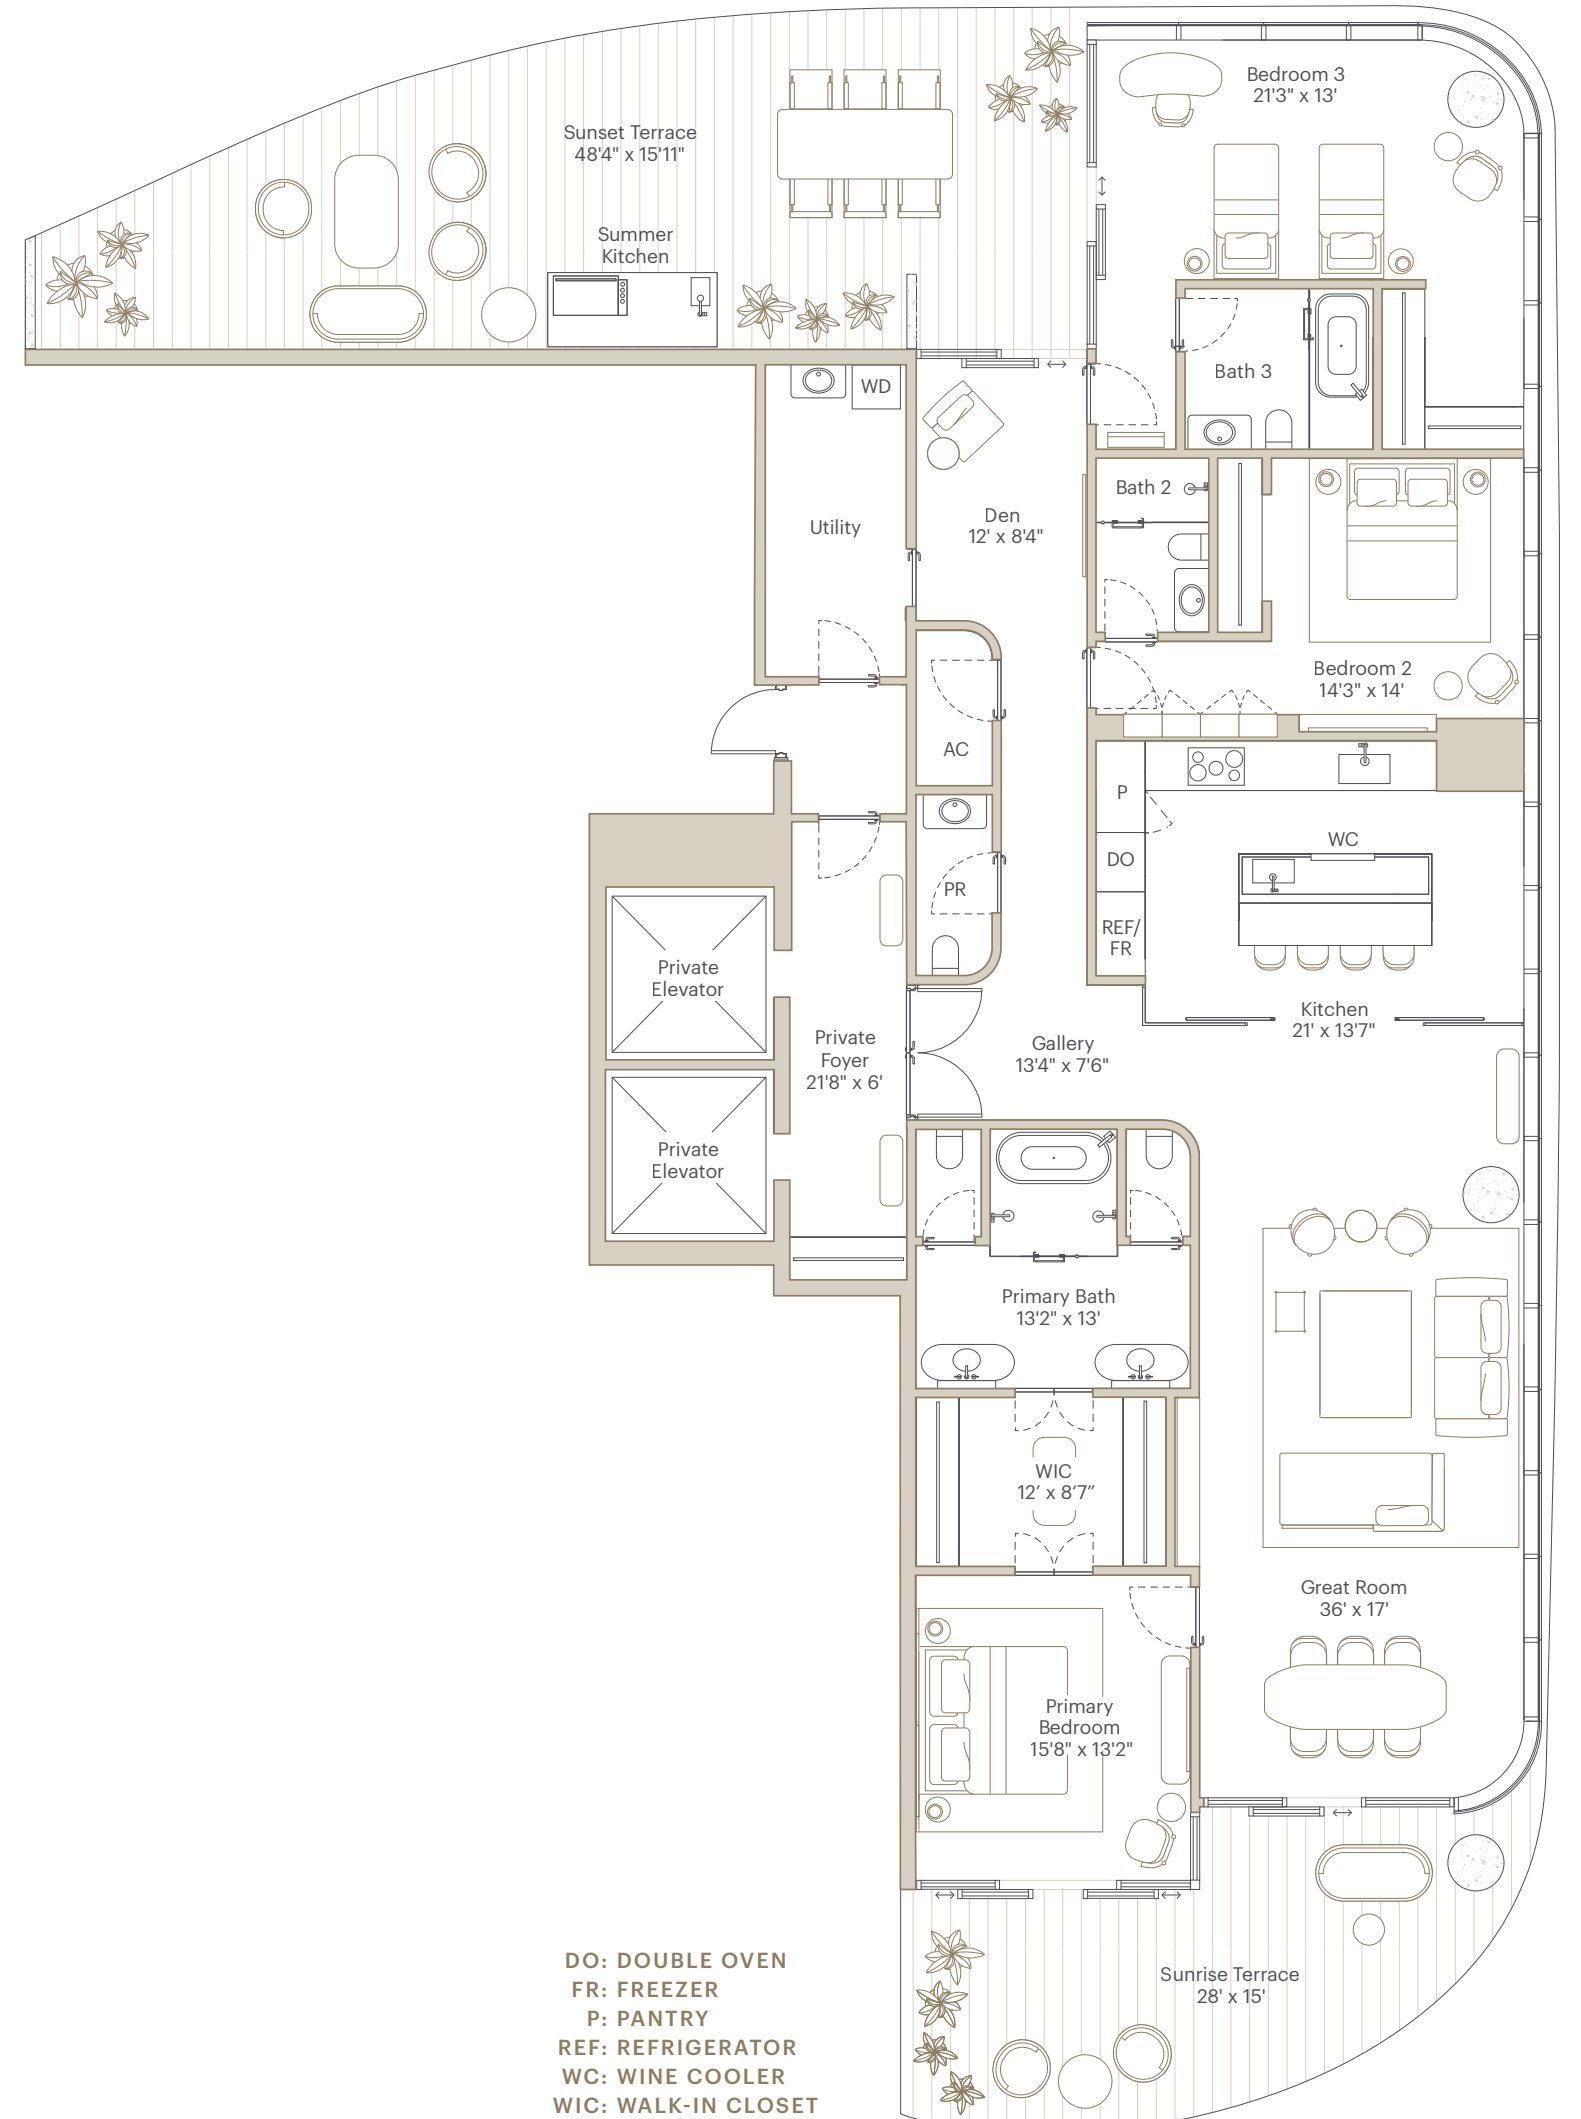 Bedroom 3
21'3" x 13'
Sunset Terrace
48'4" x 15'11"
Summer
Kitchen
Bath 3
WD
Bath 2
Utility
Den
12' x 8'4"
Bedroom 2
14'3" x 14'
AC
P
WC
DO
PR
REF/
FR
Private
Elevator
Kitchen
21' x 13'7"
Private
Foyer
21'8" x 6'
Gallery
13'4" x 7'6"
Private
Elevator
Primary Bath
13'2" x 13'
WIC
12’ x 8‘7”
Great Room
36' x 17'
Primary
Bedroom
15'8" x 13'2"
Sunrise Terrace
28' x 15'
DO: DOUBLE OVEN
FR: FREEZER
P: PANTRY
REF: REFRIGERATOR
WC: WINE COOLER
WIC: WALK-IN CLOSET